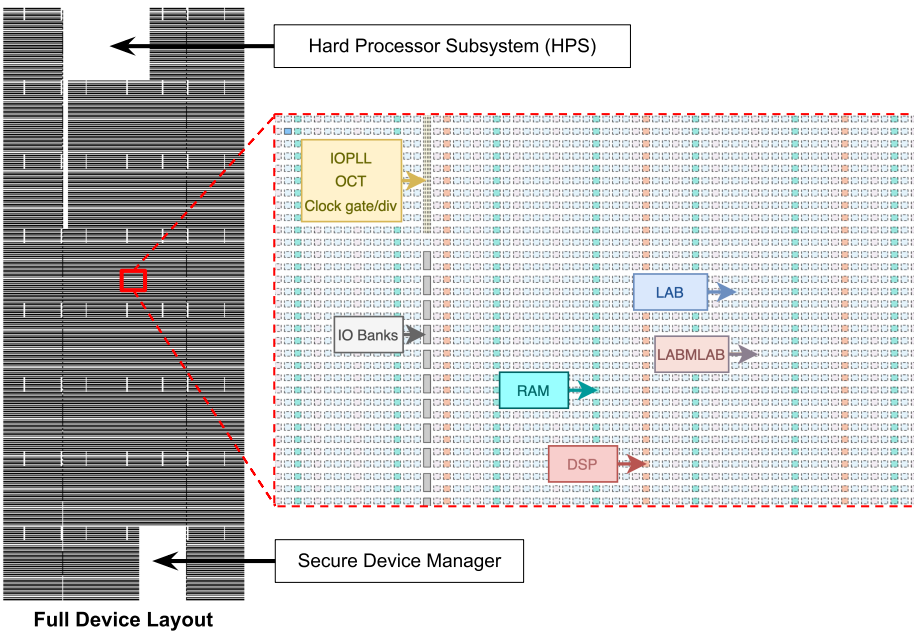 Hard Processor Subsystem (HPS)
IOPLL
OCT
Clock gate/div
LAB
IO Banks
LABMLAB
RAM
DSP
Secure Device Manager
Full Device Layout